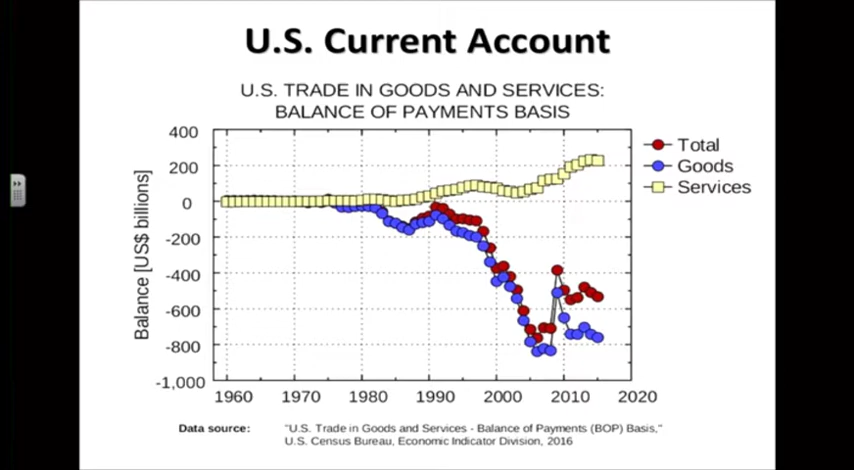 U.S. Current Account
U.S. TRADE IN GOODS AND SERVICES:
BALANCE OF PAYMENTS BASIS
Balance [US$ billions]
400
200
0
-200
-400
-600
-800
-1,000
1960 1970 1980 1990 2000 2010 2020
Total
Goods
Services
Data source: "U.S. Trade in Goods and Services - Balance of Payments (BOP) Basis,"
U.S. Census Bureau, Economic Indicator Division, 2016